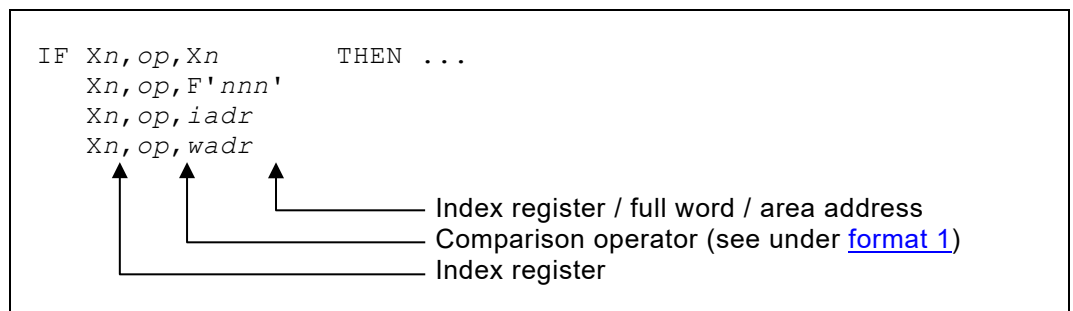 IF Xn,op,Xn THEN ...
Xn,op,F'nnn'
Xn,op,iadr
Xn,op,wadr
Index register / full word / area address
Comparison operator (see under format 1)
Index register